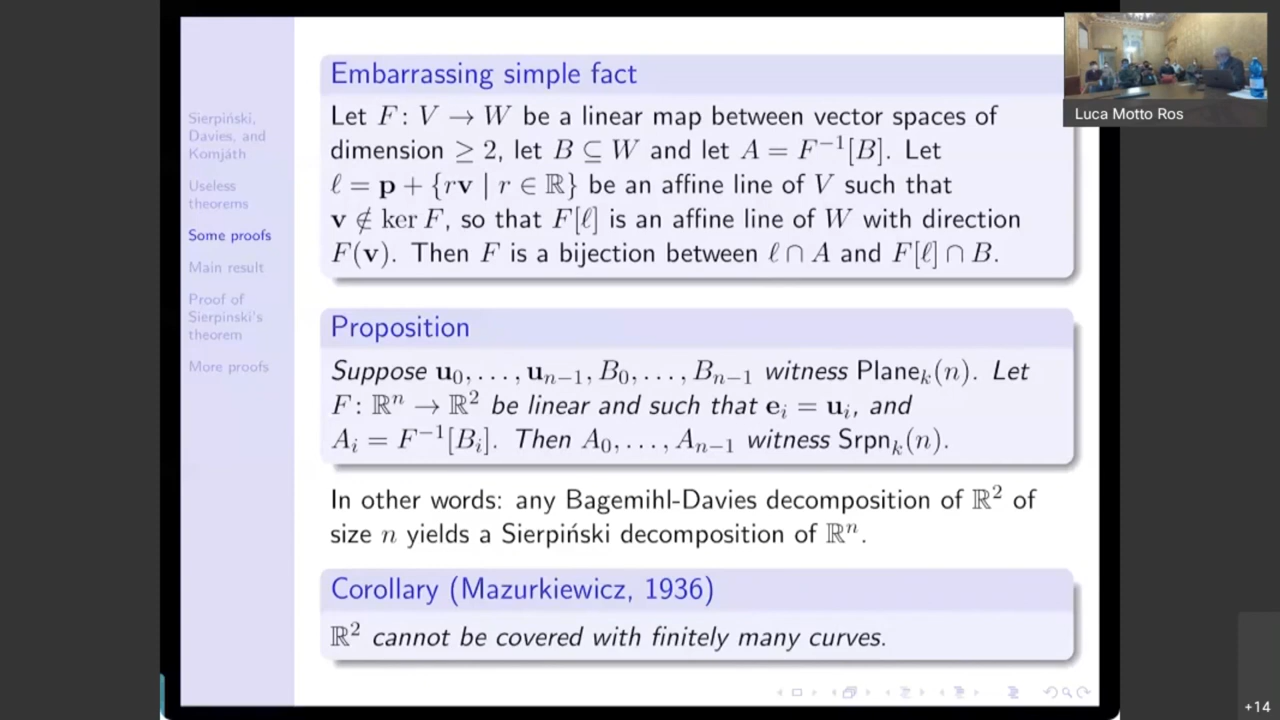 Sierpiński,
Davies, and
Komjáth
Useless
theorems
Some proofs
Main result
Proof of
Sierpinski's
theorem
More proofs
Embarrassing simple fact
Let F: V → W be a linear map between vector spaces of
dimension ≥ 2, let B ⊆ W and let A = F⁻¹[B]. Let
ℓ = p + {rv | r ∈ ℝ} be an affine line of V such that
v ∉ ker F, so that F[ℓ] is an affine line of W with direction
F(v). Then F is a bijection between ℓ ∩ A and F[ℓ] ∩ B.
Proposition
Suppose u₀, . . . , uₙ₋₁, B₀, . . . , Bₙ₋₁ witness Planeₖ(n). Let
F: ℝⁿ → ℝ² be linear and such that eᵢ = uᵢ, and
Aᵢ = F⁻¹[Bᵢ]. Then A₀, . . . , Aₙ₋₁ witness Srpnₖ(n).
In other words: any Bagemihl-Davies decomposition of ℝ² of
size n yields a Sierpiński decomposition of ℝⁿ.
Corollary (Mazurkiewicz, 1936)
ℝ² cannot be covered with finitely many curves.
Luca Motto Ros
+14